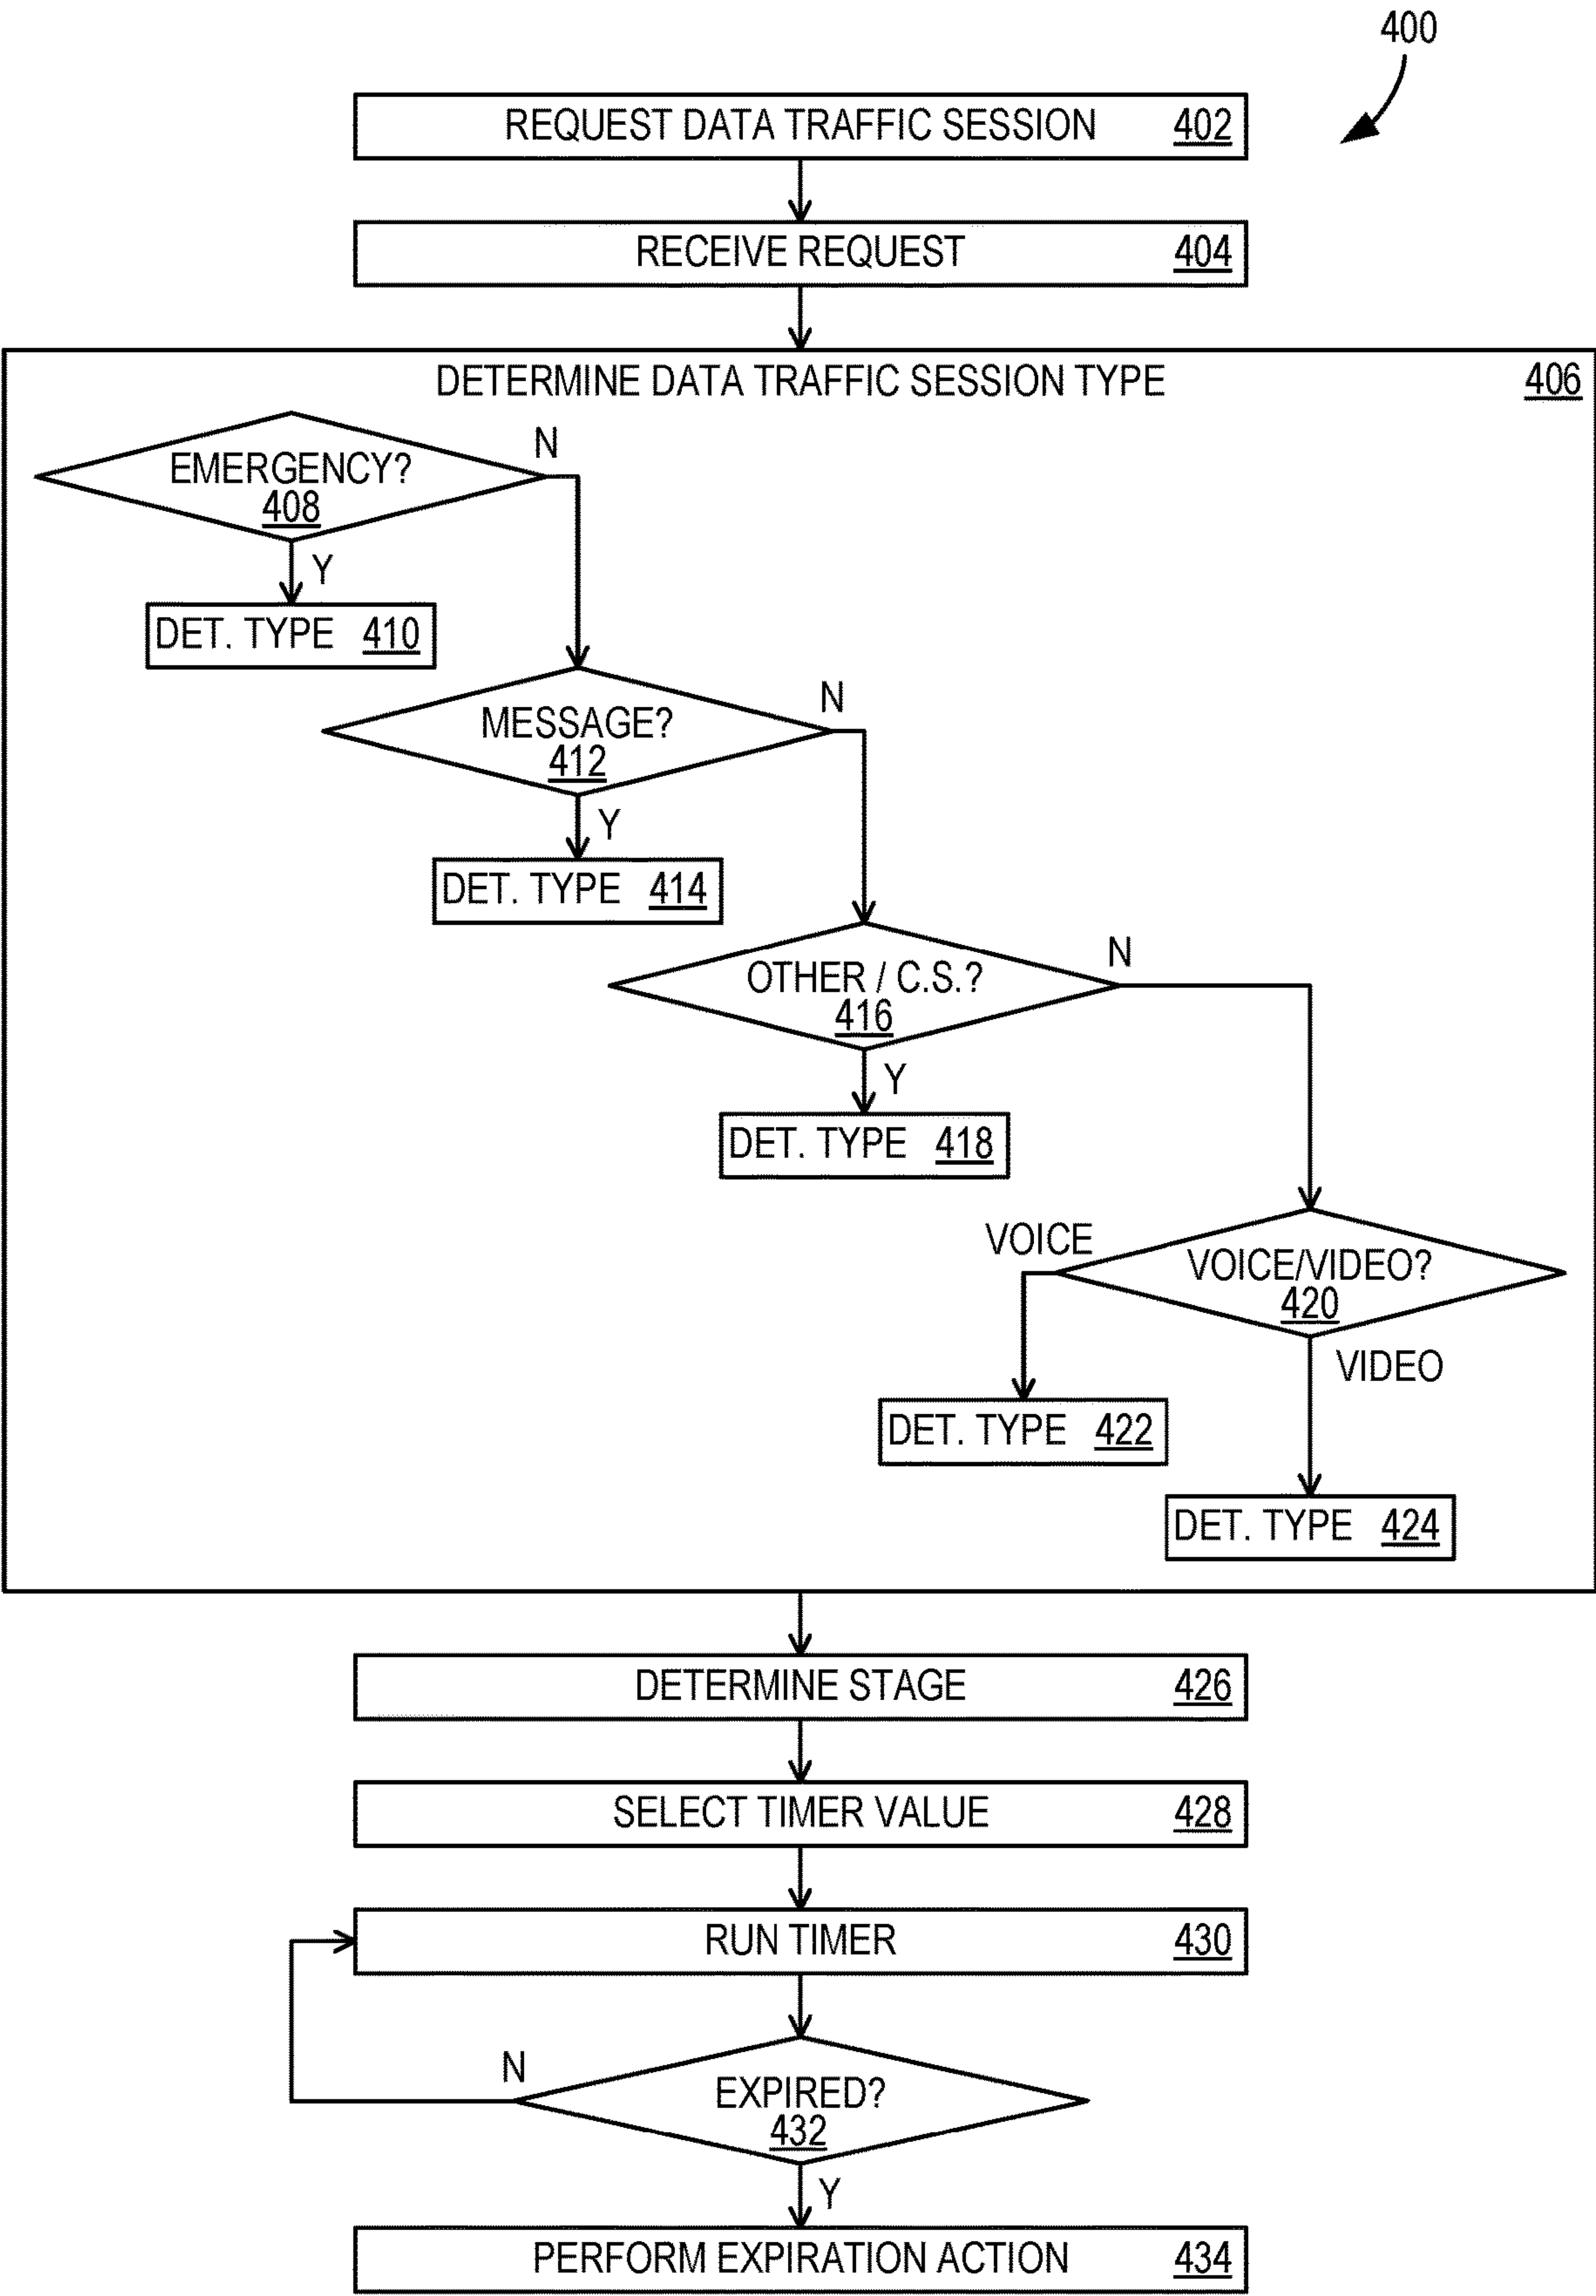 400
REQUEST DATA TRAFFIC SESSION 402
RECEIVE REQUEST 404
DETERMINE DATA TRAFFIC SESSION TYPE 406
EMERGENCY?
408
N
Y
DET. TYPE 410
MESSAGE?
412
N
Y
DET. TYPE 414
OTHER / C.S.?
416
N
Y
DET. TYPE 418
VOICE/VIDEO?
420
VOICE
VIDEO
DET. TYPE 422
DET. TYPE 424
DETERMINE STAGE 426
SELECT TIMER VALUE 428
RUN TIMER 430
EXPIRED?
432
N
Y
PERFORM EXPIRATION ACTION 434